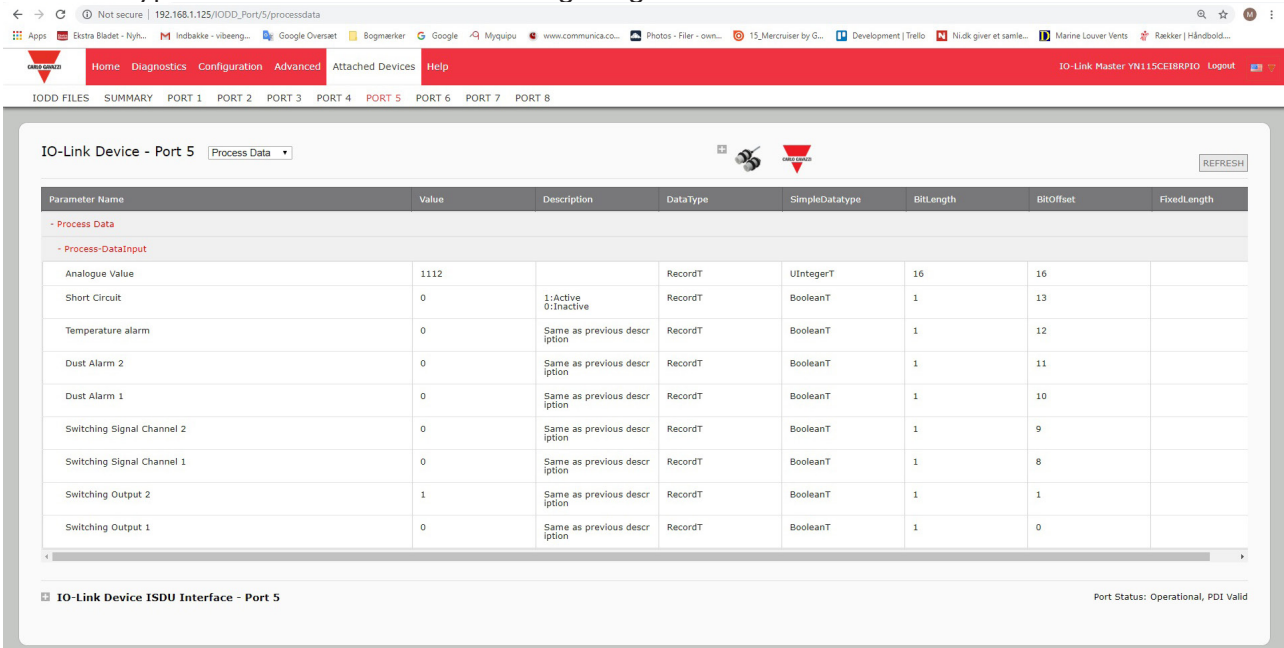 Not secure | 192.168.1.125/IODD_Port/5/processdata M
Apps Ekstra Bladet - Nyh... Indbakke - vibeeng... Google Oversæt Bogmærker Google Myquipu www.communica.co... Photos - Filer - own... 15_Mercruiser by G... Development | Trello Ni.dk giver et samle... Marine Louver Vents Rækker | Håndbold....
CARLO GAVAZZI Home Diagnostics Configuration Advanced Attached Devices Help IO-Link Master YN115CEI8RPIO Logout
IODD FILES SUMMARY PORT 1 PORT 2 PORT 3 PORT 4 PORT 5 PORT 6 PORT 7 PORT 8
IO-Link Device - Port 5 Process Data CARLO GAVAZZI
REFRESH
Parameter Name Value Description DataType SimpleDatatype BitLength BitOffset FixedLength
- Process Data
- Process-DataInput
Analogue Value 1112 RecordT UIntegerT 16 16
Short Circuit 0 1:Active RecordT BooleanT 1 13
0:Inactive
Temperature alarm 0 Same as previous descr RecordT BooleanT 1 12
iption
Dust Alarm 2 0 Same as previous descr RecordT BooleanT 1 11
iption
Dust Alarm 1 0 Same as previous descr RecordT BooleanT 1 10
iption
Switching Signal Channel 2 0 Same as previous descr RecordT BooleanT 1 9
iption
Switching Signal Channel 1 0 Same as previous descr RecordT BooleanT 1 8
iption
Switching Output 2 1 Same as previous descr RecordT BooleanT 1 1
iption
Switching Output 1 0 Same as previous descr RecordT BooleanT 1 0
iption
IO-Link Device ISDU Interface - Port 5 Port Status: Operational, PDI Valid